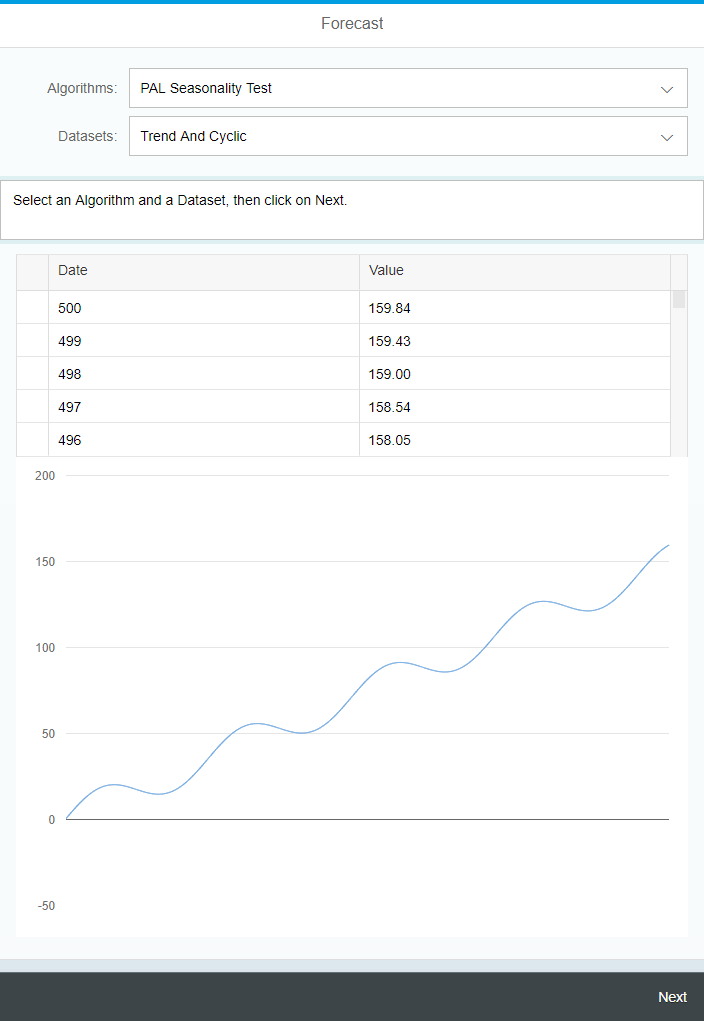 Forecast
Algorithms: PAL Seasonality Test
Datasets: Trend And Cyclic
Select an Algorithm and a Dataset, then click on Next.
Date Value
500 159.84
499 159.43
498 159.00
497 158.54
496 158.05
200
150
100
50
0
-50
Next